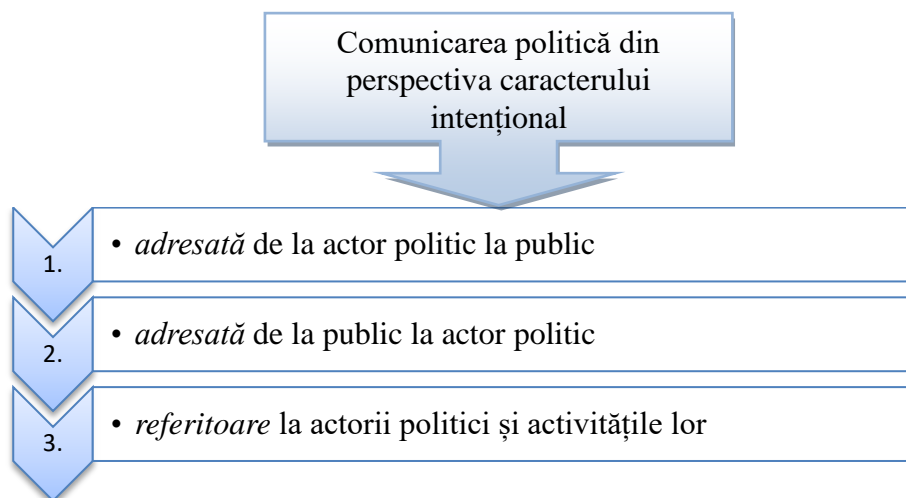 Comunicarea politică din
perspectiva caracterului
intențional
1. • adresată de la actor politic la public
2. • adresată de la public la actor politic
3. • referitoare la actorii politici și activitățile lor